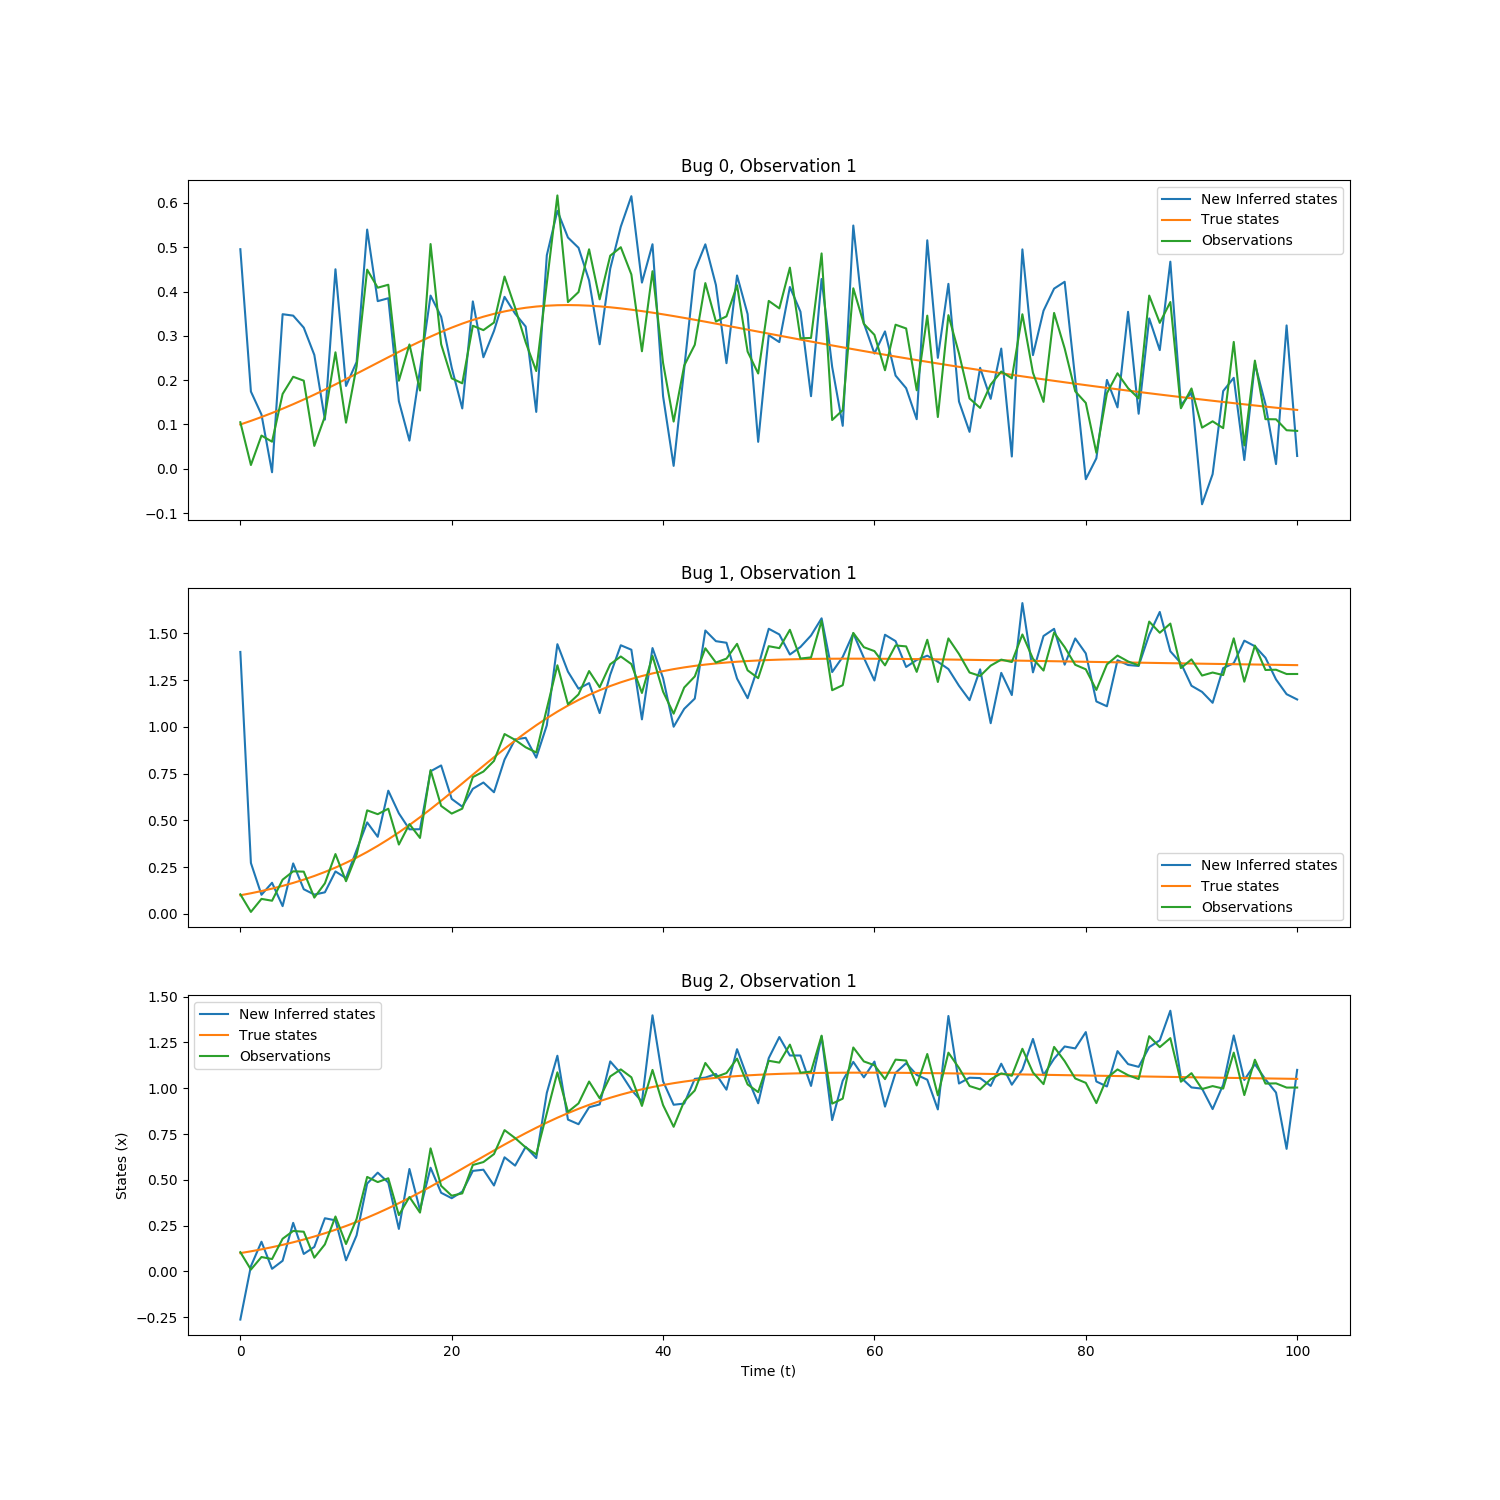 Bug 0, Observation 1
New Inferred states
True states
Observations
0.6
0.5
0.4
0.3
0.2
0.1
0.0
−0.1
Bug 1, Observation 1
1.50
1.25
1.00
0.75
0.50
0.25
0.00
New Inferred states
True states
Observations
Bug 2, Observation 1
New Inferred states
True states
Observations
1.50
1.25
1.00
0.75
0.50
0.25
0.00
−0.25
States (x)
0 20 40 60 80 100
Time (t)